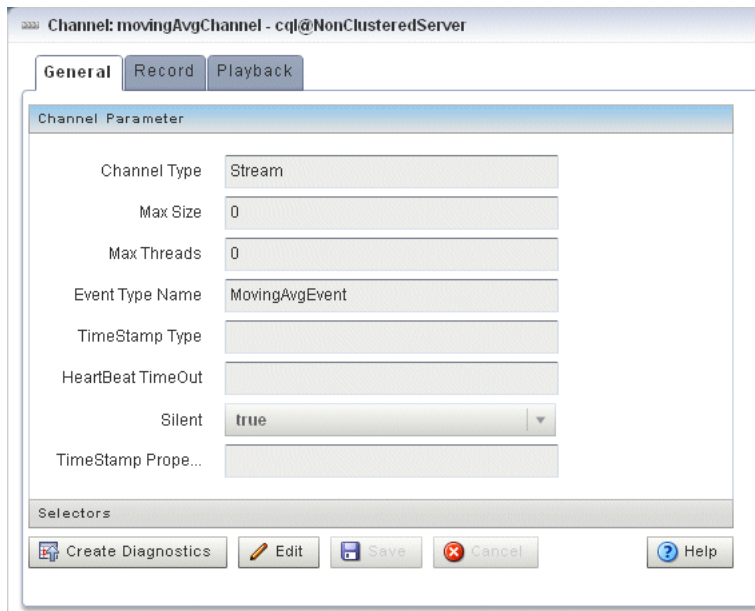 Channel: movingAvgChannel - cql@NonClusteredServer
General Record Playback
Channel Parameter
Channel Type Stream
Max Size 0
Max Threads 0
Event Type Name MovingAvgEvent
TimeStamp Type
HeartBeat TimeOut
Silent true
TimeStamp Prope...
Selectors
Create Diagnostics Edit Save Cancel Help